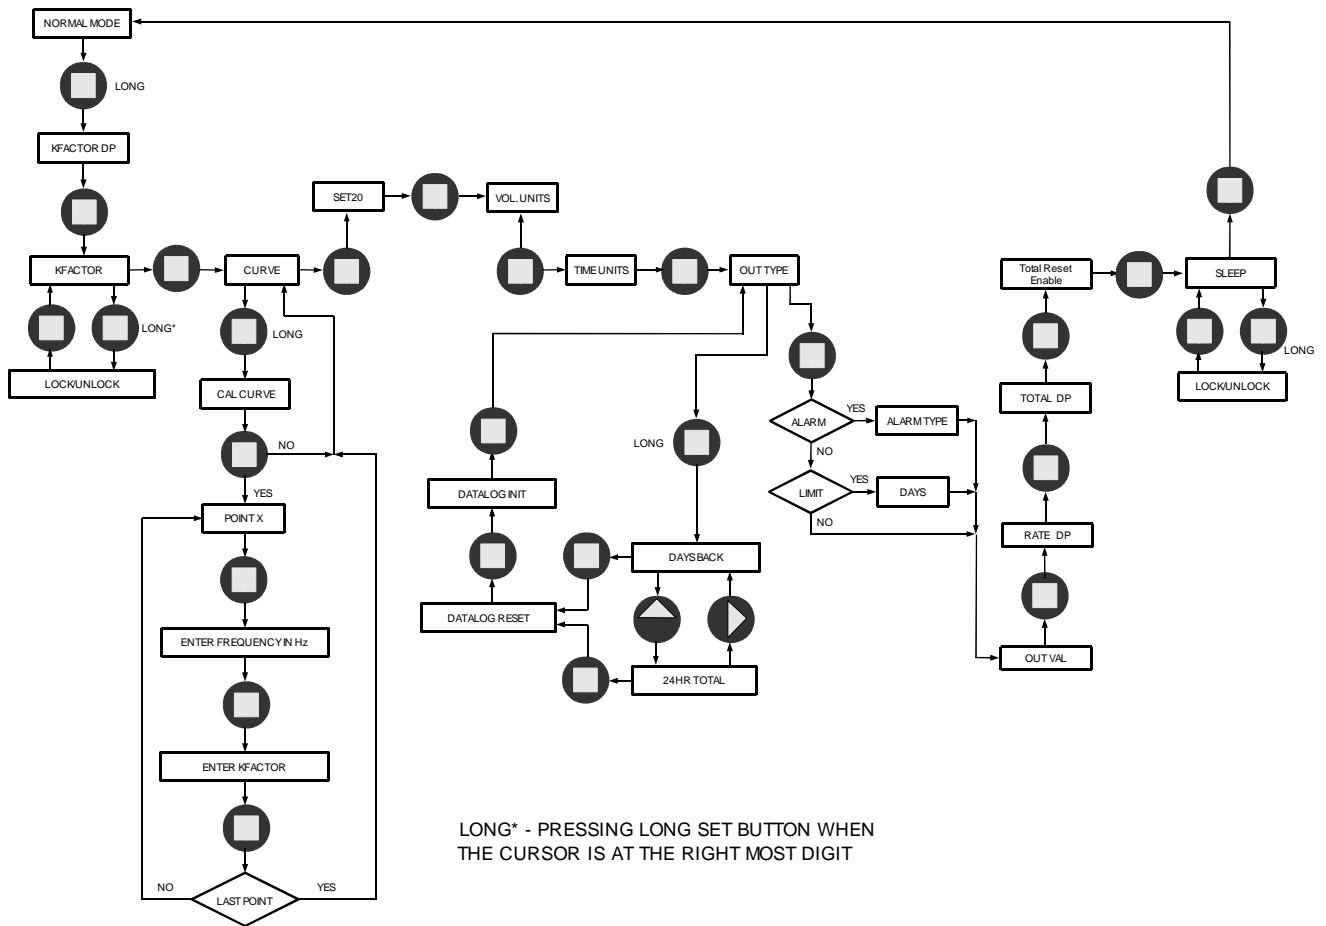 NORMAL MODE
LONG
KFACTOR DP
SET20
VOL. UNITS
KFACTOR
CURVE
TIME UNITS
OUT TYPE
Total Reset
Enable
SLEEP
LONG*
LONG
LONG
LOCK/UNLOCK
CAL CURVE
LOCK/UNLOCK
TOTAL DP
ALARM
YES
ALARM TYPE
NO
LONG
NO
YES
DATALOG INIT
LIMIT
YES
DAYS
NO
POINT X
RATE DP
DAYS BACK
DATALOG RESET
ENTER FREQUENCY IN Hz
24HR TOTAL
OUT VAL
ENTER KFACTOR
LONG* - PRESSING LONG SET BUTTON WHEN
THE CURSOR IS AT THE RIGHT MOST DIGIT
NO
YES
LAST POINT